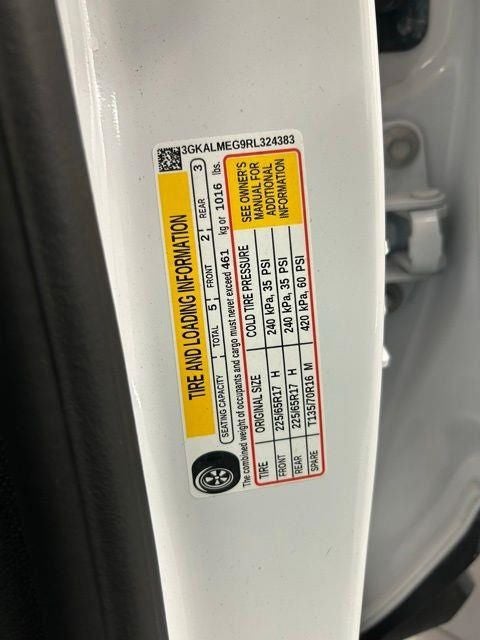 3GKALMEG9RL324383
TIRE AND LOADING INFORMATION
SEATING CAPACITY TOTAL 5 FRONT 2 REAR 3
The combined weight of occupants and cargo must never exceed 461 kg or 1016 lbs.
TIRE ORIGINAL SIZE COLD TIRE PRESSURE
FRONT 225/65R17 H 240 kPa, 35 PSI
REAR 225/65R17 H 240 kPa, 35 PSI
SPARE T135/70R16 M 420 kPa, 60 PSI
SEE OWNER'S
MANUAL FOR
ADDITIONAL
INFORMATION